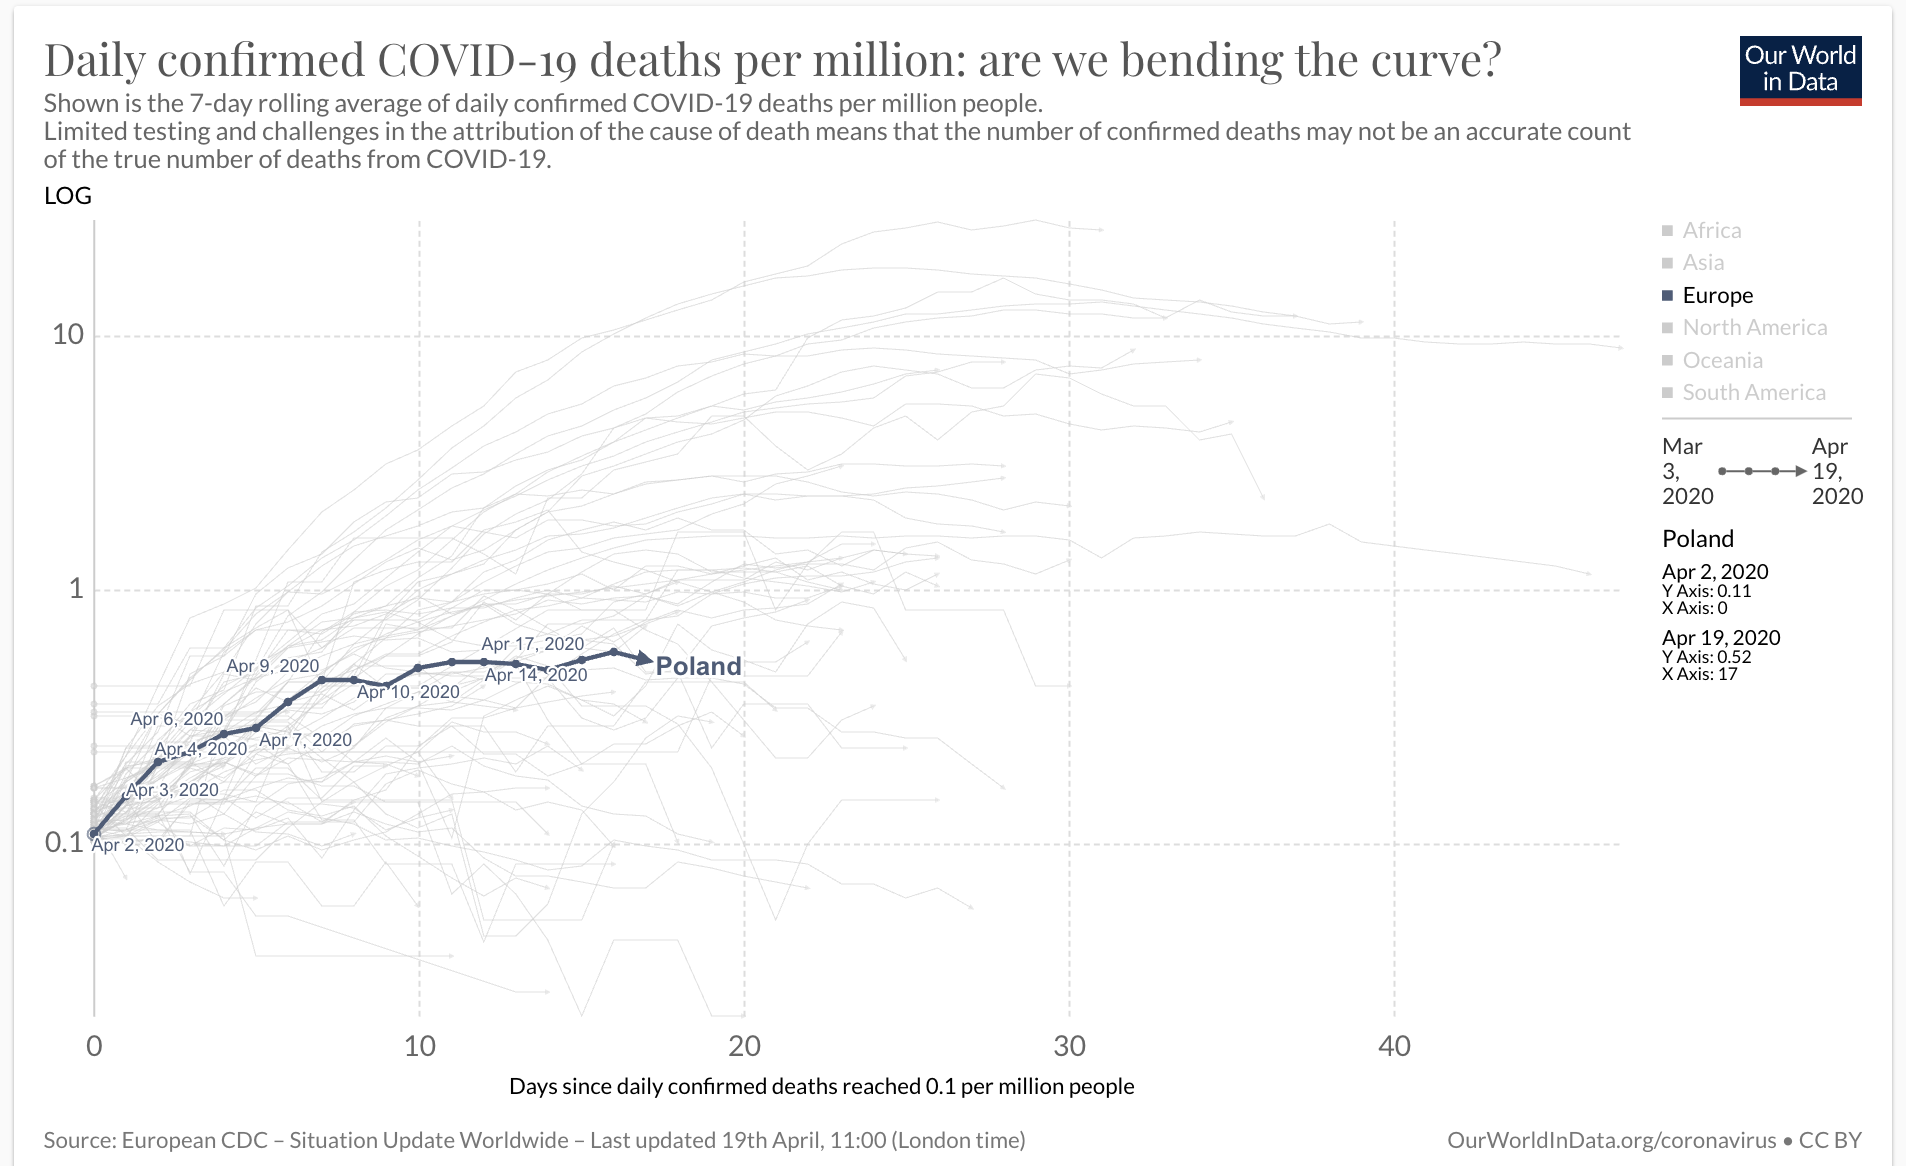 Daily confirmed COVID-19 deaths per million: are we bending the curve?
Our World
in Data
Shown is the 7-day rolling average of daily confirmed COVID-19 deaths per million people.
Limited testing and challenges in the attribution of the cause of death means that the number of confirmed deaths may not be an accurate count
of the true number of deaths from COVID-19.
LOG
10
1
0.1
Apr 17, 2020
Apr 9, 2020
Poland
Apr 14, 2020
Apr 10, 2020
Apr 6, 2020
Apr 7, 2020
Apr 4, 2020
Apr 3, 2020
Apr 2, 2020
0
10
20
30
40
Days since daily confirmed deaths reached 0.1 per million people
Africa
Asia
Europe
North America
Oceania
South America
Mar
3,
2020
Apr
19,
2020
Poland
Apr 2, 2020
Y Axis: 0.11
X Axis: 0
Apr 19, 2020
Y Axis: 0.52
X Axis: 17
Source: European CDC – Situation Update Worldwide – Last updated 19th April, 11:00 (London time)
OurWorldInData.org/coronavirus • CC BY